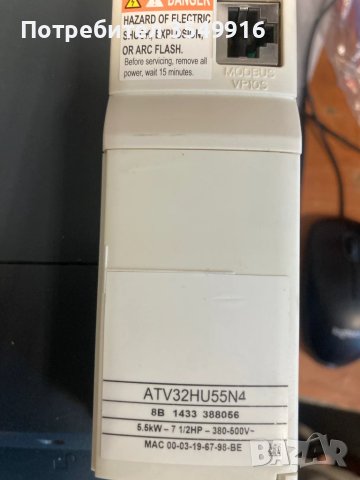 DANGER
Потребител 9916
HAZARD OF ELECTRIC
SHOCK, EXPLOSION,
OR ARC FLASH.
Before servicing, remove all
power, wait 15 minutes.
MODBUS
VP10S
ATV32HU55N4
8B 1433 388056
5.5kW - 7 1/2HP - 380-500V~
MAC 00-03-19-67-98-BE
BAZAR